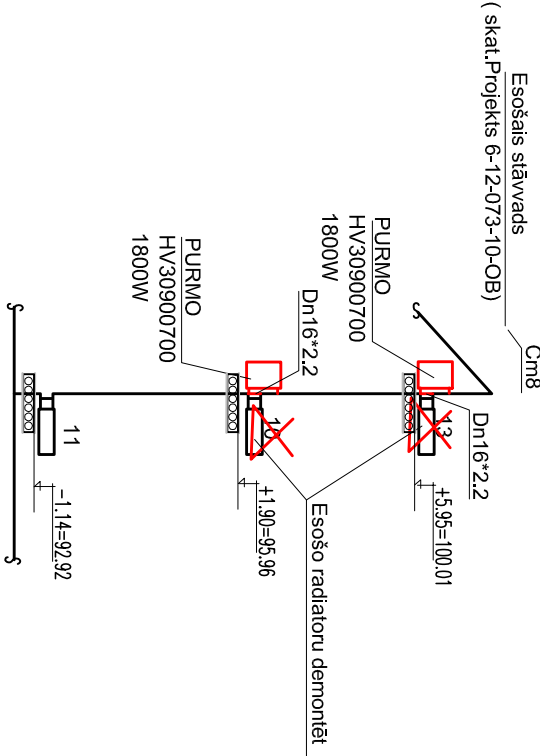 Cm8
Esošais stāvvads
( skat.Projekts 6-12-073-10-OB)
PURMO
HV30900700
1800W
Dn16*2.2
13
+5.95=100.01
PURMO
HV30900700
1800W
Dn16*2.2
10
+1.90=95.96
Esošo radiatoru demontēt
11
-1.14=92.92